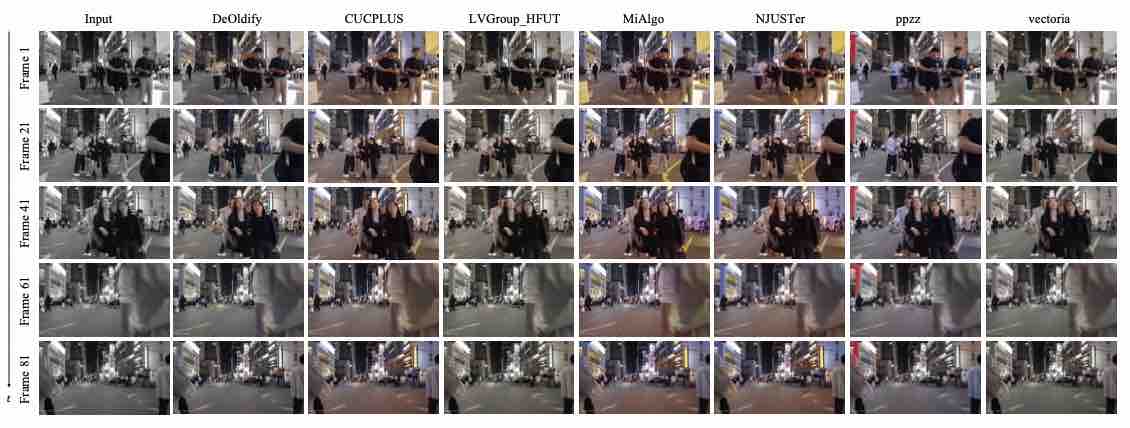 Input DeOldify CUCPLUS LVGroup_HFUT MiAlgo NJUSTer ppzz vectoria
Frame 1
Frame 21
Frame 41
Frame 61
Frame 81